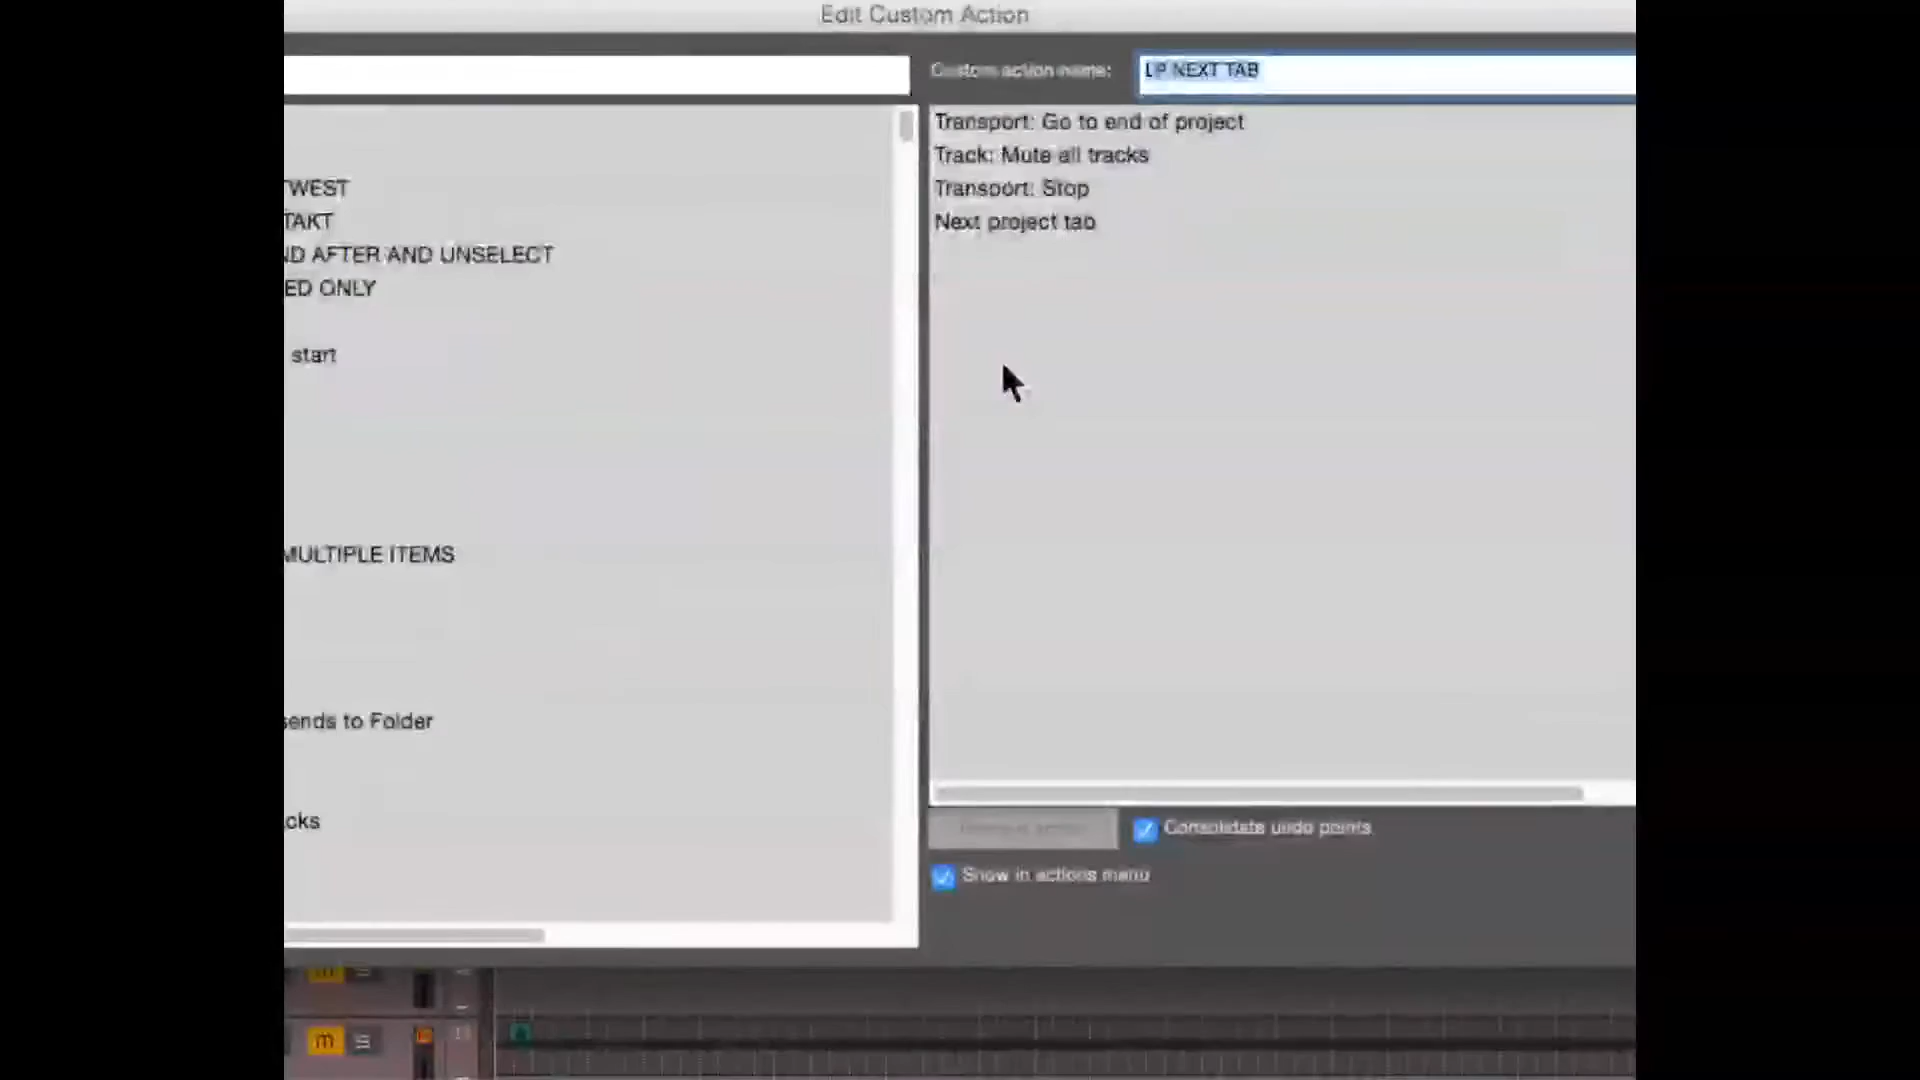 Edit Custom Action
Custom action name:
LP NEXT TAB
Transport: Go to end of project
Track: Mute all tracks
Transport: Stop
Next project tab
TWEST
TAKT
ND AFTER AND UNSELECT
ED ONLY
start
MULTIPLE ITEMS
sends to Folder
cks
Consolidate undo points
Show in actions menu
m S
m S